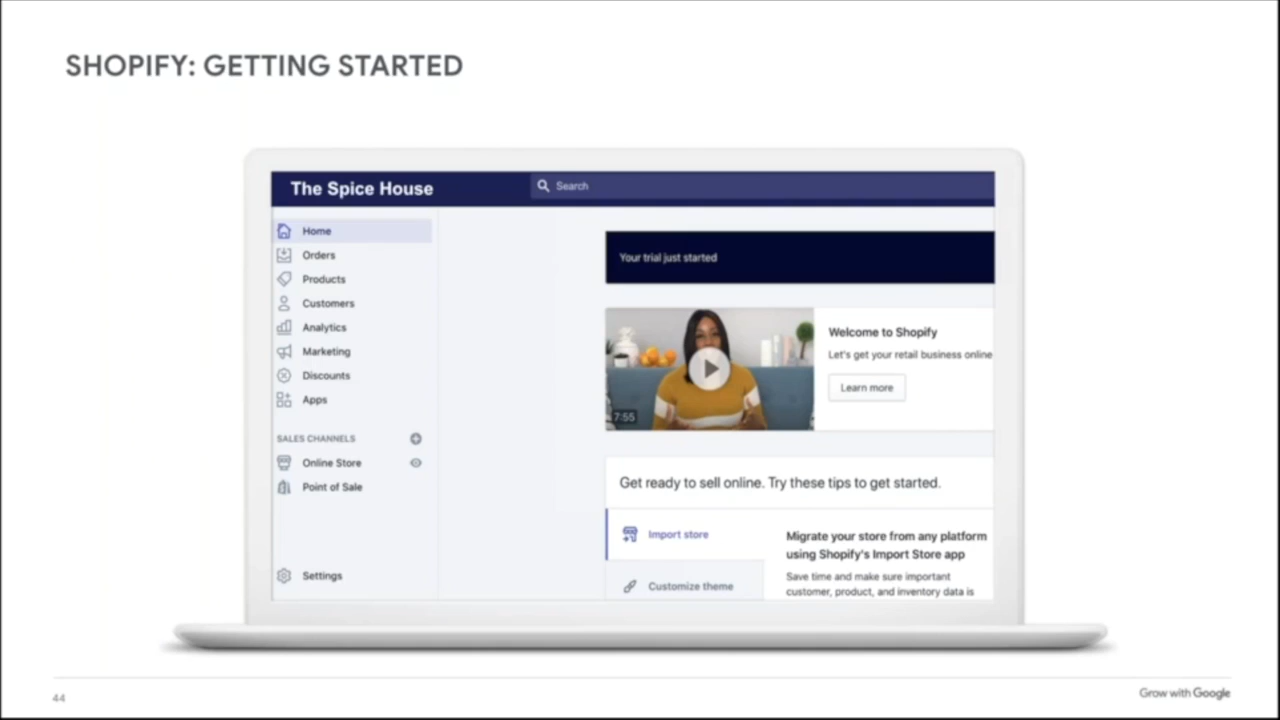 SHOPIFY: GETTING STARTED
The Spice House
Search
Home
Orders
Products
Customers
Analytics
Marketing
Discounts
Apps
SALES CHANNELS
Online Store
Point of Sale
Settings
Your trial just started
7:55
Welcome to Shopify
Let's get your retail business online
Learn more
Get ready to sell online. Try these tips to get started.
Import store
Customize theme
Migrate your store from any platform
using Shopify's Import Store app
Save time and make sure important
customer, product, and inventory data is
44
Grow with Google